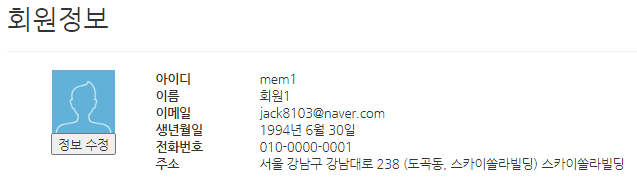 회원정보
아이디 mem1
이름 회원1
이메일 jack8103@naver.com
생년월일 1994년 6월 30일
전화번호 010-0000-0001
주소 서울 강남구 강남대로 238 (도곡동, 스카이쏠라빌딩) 스카이쏠라빌딩
정보 수정